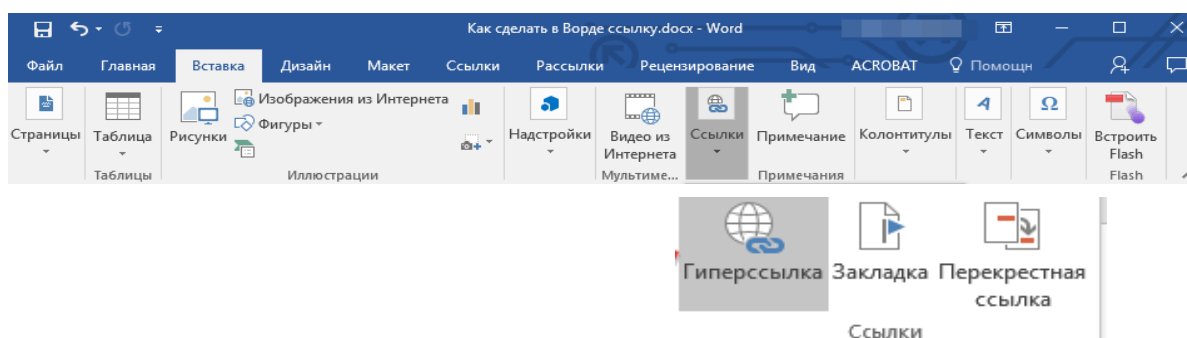 Как сделать в Ворде ссылку.docx - Word
Файл Главная Вставка Дизайн Макет Ссылки Рассылки Рецензирование Вид ACROBAT Помощн
Страницы Таблица Рисунки Изображения из Интернета Фигуры Надстройки Видео из Интернета Ссылки Примечание Колонтитулы Текст Символы Встроить Flash
Таблицы Иллюстрации Мультиме... Примечания Flash
Гиперссылка Закладка Перекрестная
ссылка
Ссылки